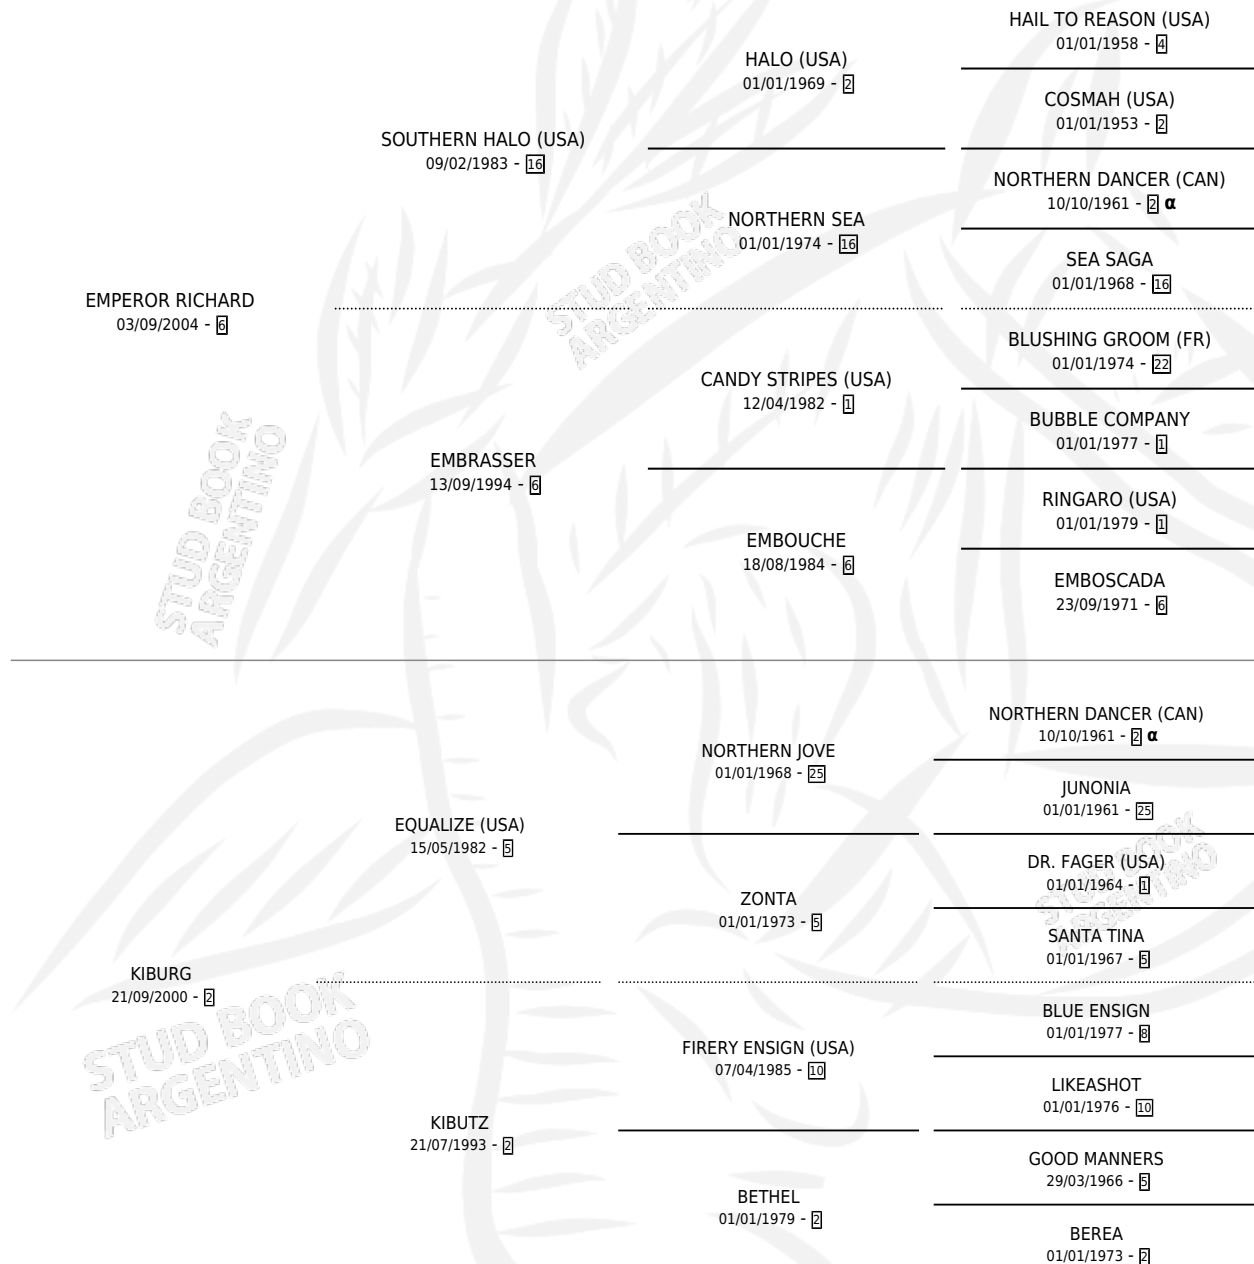 HAIL TO REASON (USA)
01/01/1958 - 4
HALO (USA)
01/01/1969 - 2
COSMAH (USA)
01/01/1953 - 2
SOUTHERN HALO (USA)
09/02/1983 - 16
NORTHERN DANCER (CAN)
10/10/1961 - 2 α
NORTHERN SEA
01/01/1974 - 16
SEA SAGA
01/01/1968 - 16
EMPEROR RICHARD
03/09/2004 - 6
STUD BOOK
ARGENTINO
BLUSHING GROOM (FR)
01/01/1974 - 22
CANDY STRIPES (USA)
12/04/1982 - 1
BUBBLE COMPANY
01/01/1977 - 1
EMBRASSER
13/09/1994 - 6
STUD BOOK
ARGENTINO
RINGARO (USA)
01/01/1979 - 1
EMBOUCHE
18/08/1984 - 6
EMBOSCADA
23/09/1971 - 6
NORTHERN DANCER (CAN)
10/10/1961 - 2 α
NORTHERN JOVE
01/01/1968 - 25
JUNONIA
01/01/1961 - 25
EQUALIZE (USA)
15/05/1982 - 5
DR. FAGER (USA)
01/01/1964 - 1
STUD BOOK
ARGENTINO
ZONTA
01/01/1973 - 5
SANTA TINA
01/01/1967 - 5
KIBURG
21/09/2000 - 2
STUD BOOK
ARGENTINO
BLUE ENSIGN
01/01/1977 - 8
FIRERY ENSIGN (USA)
07/04/1985 - 10
LIKEASHOT
01/01/1976 - 10
KIBUTZ
21/07/1993 - 2
GOOD MANNERS
29/03/1966 - 5
BETHEL
01/01/1979 - 2
BEREA
01/01/1973 - 2